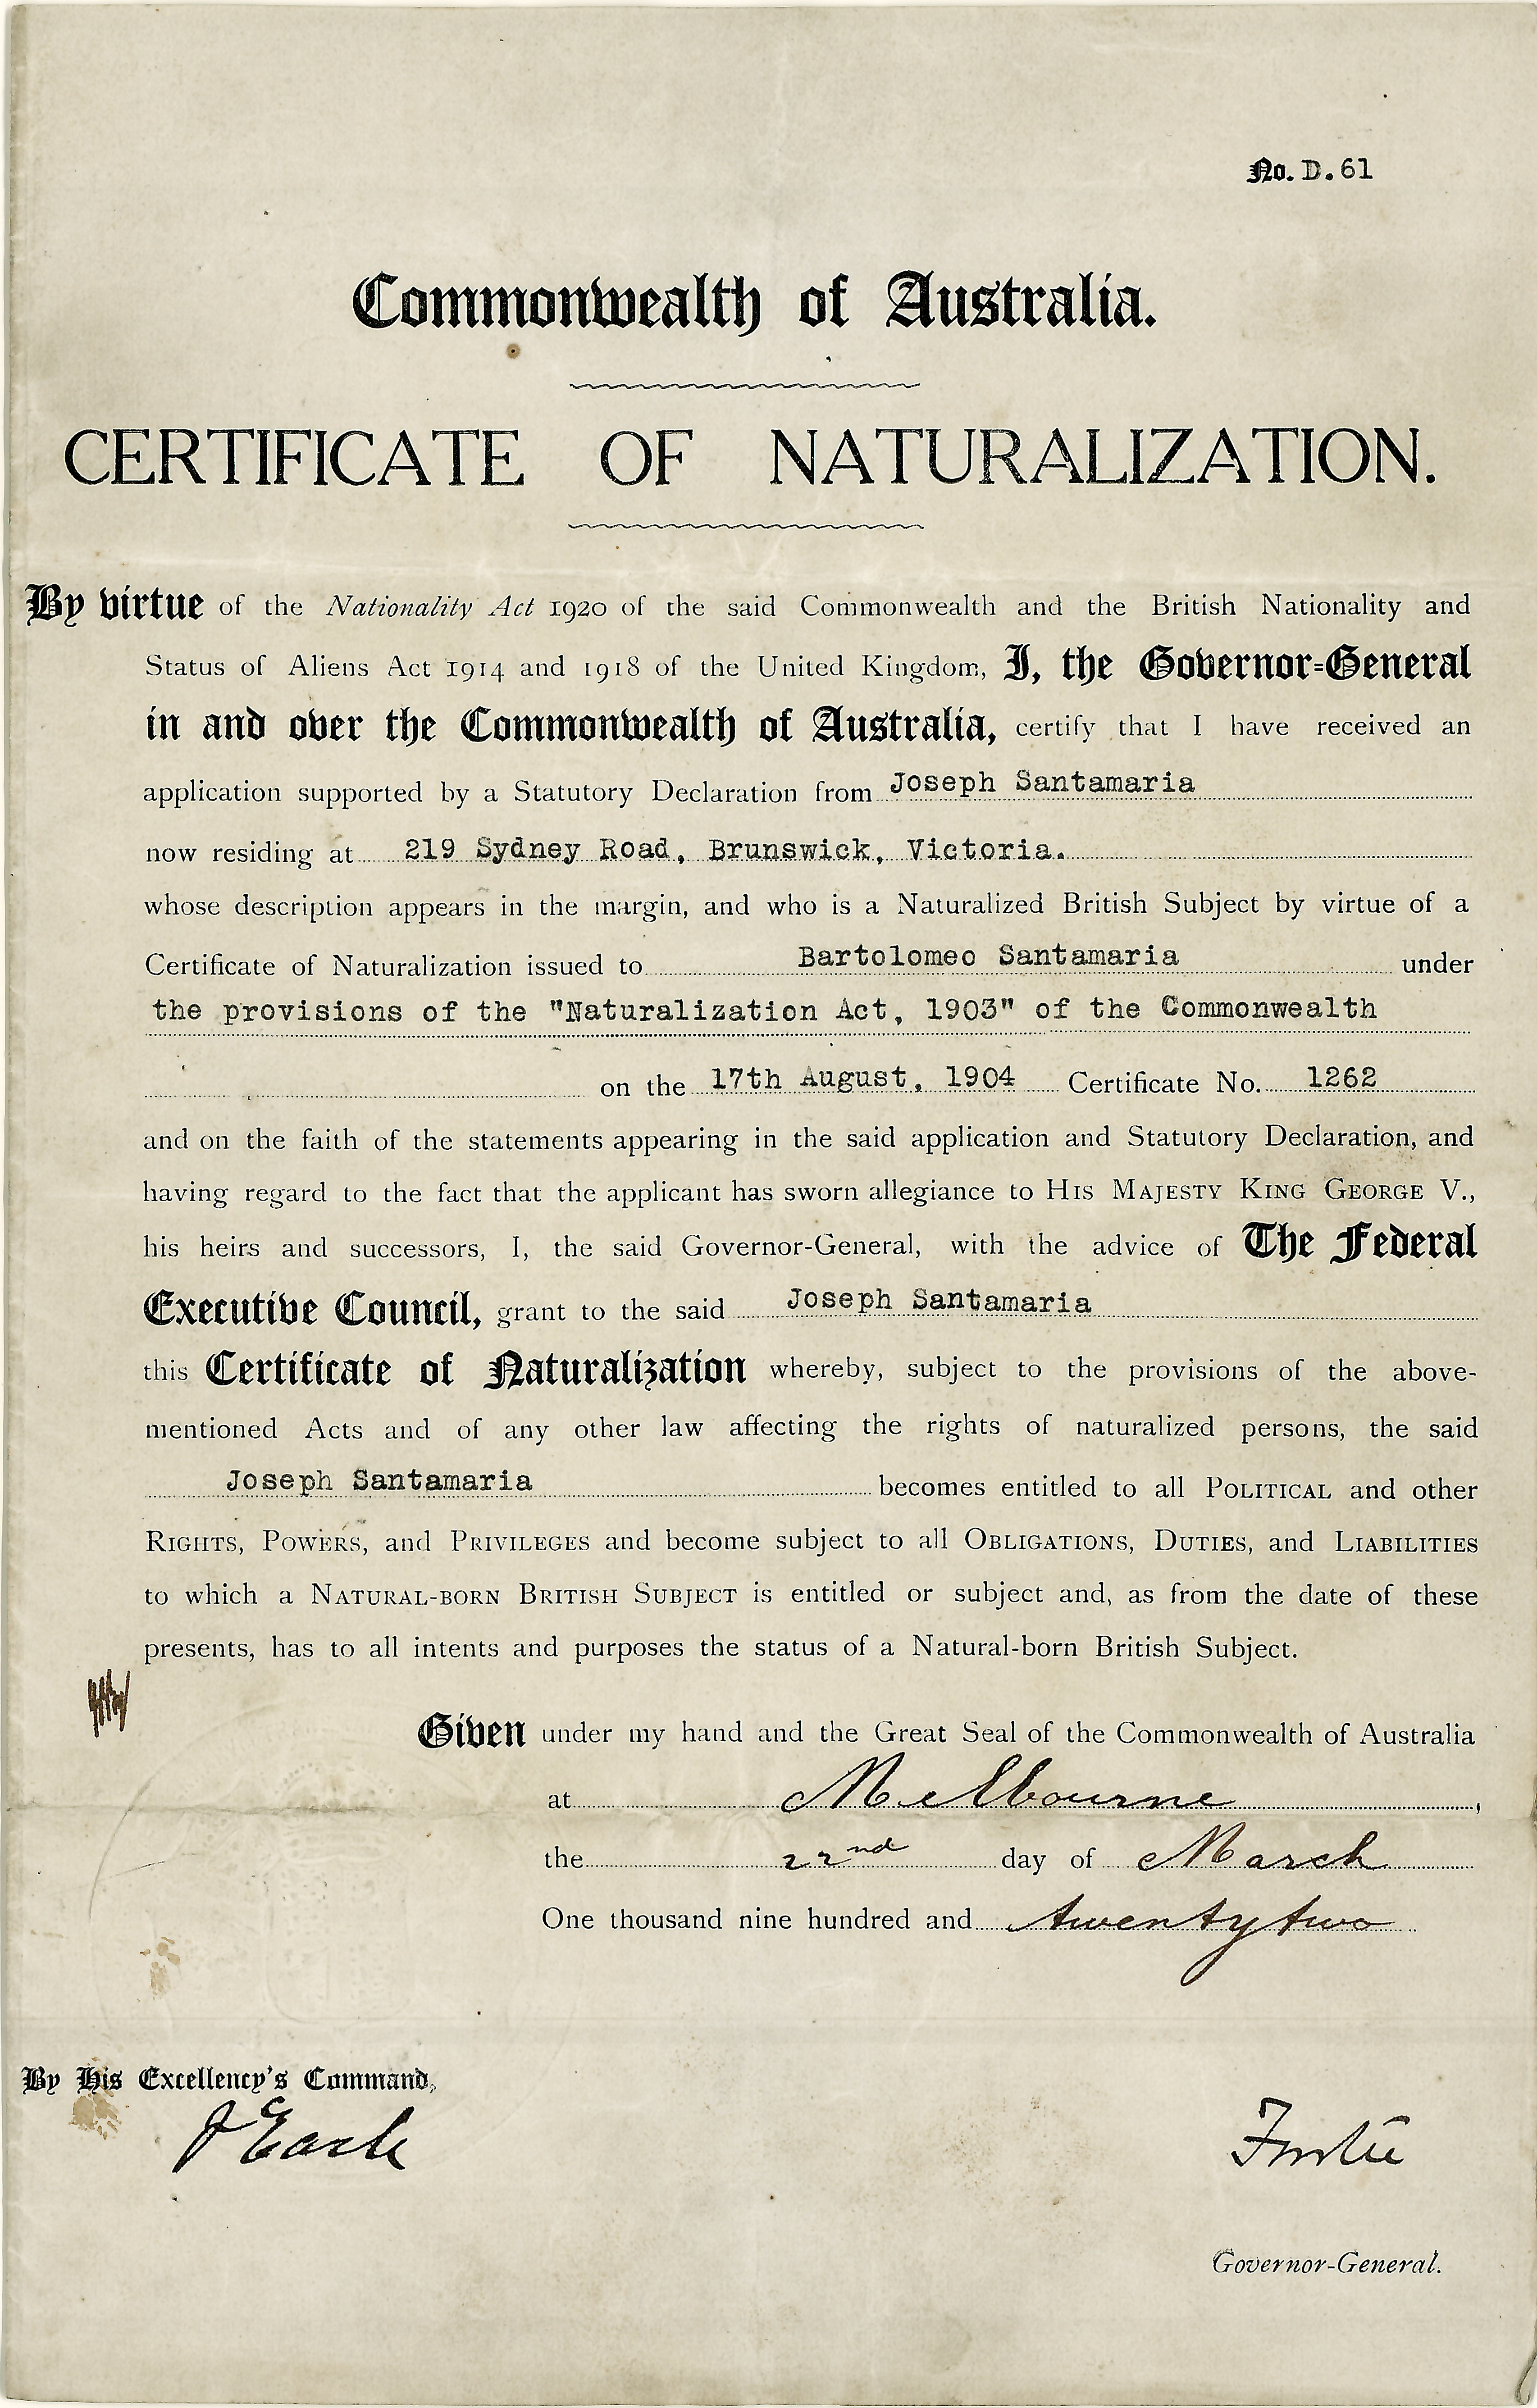 No. D. 61
Commonwealth of Australia.
CERTIFICATE OF NATURALIZATION.
By virtue of the Nationality Act 1920 of the said Commonwealth and the British Nationality and
Status of Aliens Act 1914 and 1918 of the United Kingdom, I, the Governor-General
in and over the Commonwealth of Australia, certify that I have received an
application supported by a Statutory Declaration from Joseph Santamaria
now residing at 219 Sydney Road, Brunswick, Victoria.
whose description appears in the margin, and who is a Naturalized British Subject by virtue of a
Certificate of Naturalization issued to Bartolomeo Santamaria under
the provisions of the "Naturalization Act, 1903" of the Commonwealth
on the 17th August, 1904 Certificate No. 1262
and on the faith of the statements appearing in the said application and Statutory Declaration, and
having regard to the fact that the applicant has sworn allegiance to HIS MAJESTY KING GEORGE V.,
his heirs and successors, I, the said Governor-General, with the advice of The Federal
Executive Council, grant to the said Joseph Santamaria
this Certificate of Naturalization whereby, subject to the provisions of the above-
mentioned Acts and of any other law affecting the rights of naturalized persons, the said
Joseph Santamaria becomes entitled to all POLITICAL and other
RIGHTS, POWERS, and PRIVILEGES and become subject to all OBLIGATIONS, DUTIES, and LIABILITIES
to which a NATURAL-BORN BRITISH SUBJECT is entitled or subject and, as from the date of these
presents, has to all intents and purposes the status of a Natural-born British Subject.
Given under my hand and the Great Seal of the Commonwealth of Australia
at Melbourne,
the 22nd day of March
One thousand nine hundred and twenty two
By His Excellency's Command,
J Earle
Forster
Governor-General.